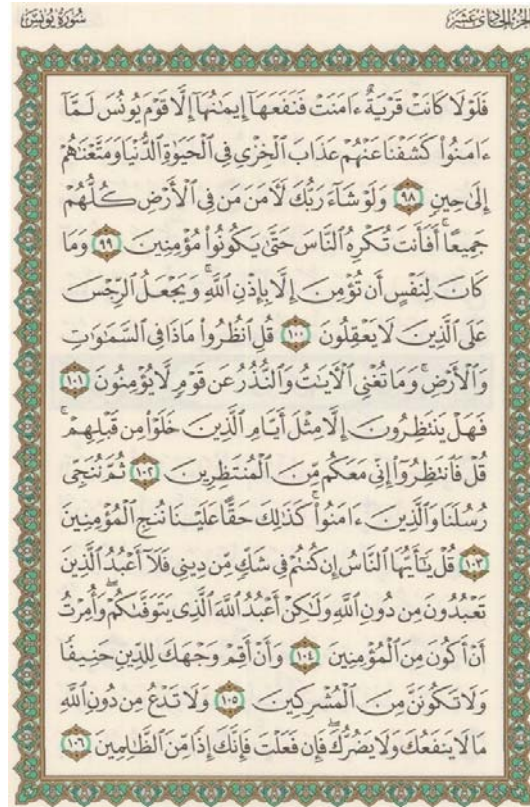 الجزء الحادي عشر
سورة يونس
فَلَوْلَا كَانَتْ قَرْيَةٌ ءَامَنَتْ فَنَفَعَهَآ إِيمَٰنُهَآ إِلَّا قَوْمَ يُونُسَ لَمَّآ
ءَامَنُوا۟ كَشَفْنَا عَنْهُمْ عَذَابَ ٱلْخِزْىِ فِى ٱلْحَيَوٰةِ ٱلدُّنْيَا وَمَتَّعْنَٰهُمْ
إِلَىٰ حِينٍ ٩٨ وَلَوْ شَآءَ رَبُّكَ لَءَامَنَ مَن فِى ٱلْأَرْضِ كُلُّهُمْ
جَمِيعًا ۚ أَفَأَنتَ تُكْرِهُ ٱلنَّاسَ حَتَّىٰ يَكُونُوا۟ مُؤْمِنِينَ ٩٩ وَمَا
كَانَ لِنَفْسٍ أَن تُؤْمِنَ إِلَّا بِإِذْنِ ٱللَّهِ ۚ وَيَجْعَلُ ٱلرِّجْسَ
عَلَى ٱلَّذِينَ لَا يَعْقِلُونَ ١٠٠ قُلِ ٱنظُرُوا۟ مَاذَا فِى ٱلسَّمَٰوَٰتِ
وَٱلْأَرْضِ ۚ وَمَا تُغْنِى ٱلْءَايَٰتُ وَٱلنُّذُرُ عَن قَوْمٍ لَّا يُؤْمِنُونَ ١٠١
فَهَلْ يَنتَظِرُونَ إِلَّا مِثْلَ أَيَّامِ ٱلَّذِينَ خَلَوْا۟ مِن قَبْلِهِمْ ۚ
قُلْ فَٱنتَظِرُوٓا۟ إِنِّى مَعَكُم مِّنَ ٱلْمُنتَظِرِينَ ١٠٢ ثُمَّ نُنَجِّى
رُسُلَنَا وَٱلَّذِينَ ءَامَنُوا۟ ۚ كَذَٰلِكَ حَقًّا عَلَيْنَا نُنجِ ٱلْمُؤْمِنِينَ
١٠٣ قُلْ يَٰٓأَيُّهَا ٱلنَّاسُ إِن كُنتُمْ فِى شَكٍّ مِّن دِينِى فَلَآ أَعْبُدُ ٱلَّذِينَ
تَعْبُدُونَ مِن دُونِ ٱللَّهِ وَلَٰكِنْ أَعْبُدُ ٱللَّهَ ٱلَّذِى يَتَوَفَّىٰكُمْ ۖ وَأُمِرْتُ
أَنْ أَكُونَ مِنَ ٱلْمُؤْمِنِينَ ١٠٤ وَأَنْ أَقِمْ وَجْهَكَ لِلدِّينِ حَنِيفًا
وَلَا تَكُونَنَّ مِنَ ٱلْمُشْرِكِينَ ١٠٥ وَلَا تَدْعُ مِن دُونِ ٱللَّهِ
مَا لَا يَنفَعُكَ وَلَا يَضُرُّكَ ۖ فَإِن فَعَلْتَ فَإِنَّكَ إِذًا مِّنَ ٱلظَّٰلِمِينَ ١٠٦